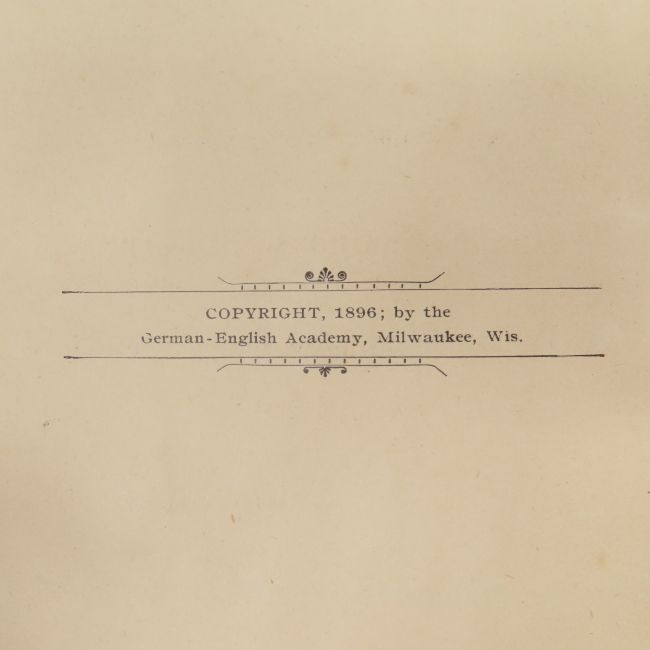 COPYRIGHT, 1896; by the
German-English Academy, Milwaukee, Wis.